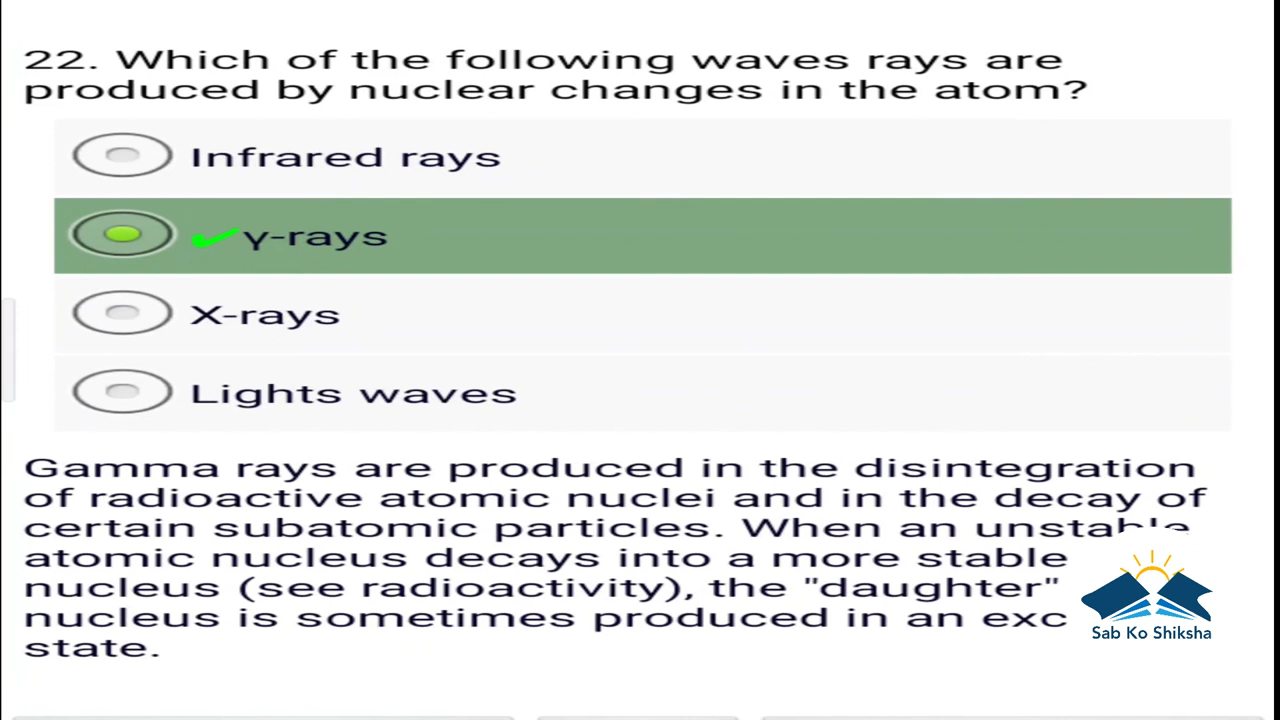 22. Which of the following waves rays are
produced by nuclear changes in the atom?
Infrared rays
γ-rays
X-rays
Lights waves
Gamma rays are produced in the disintegration
of radioactive atomic nuclei and in the decay of
certain subatomic particles. When an unstable
atomic nucleus decays into a more stable
nucleus (see radioactivity), the "daughter"
nucleus is sometimes produced in an exc
state.
Sab Ko Shiksha